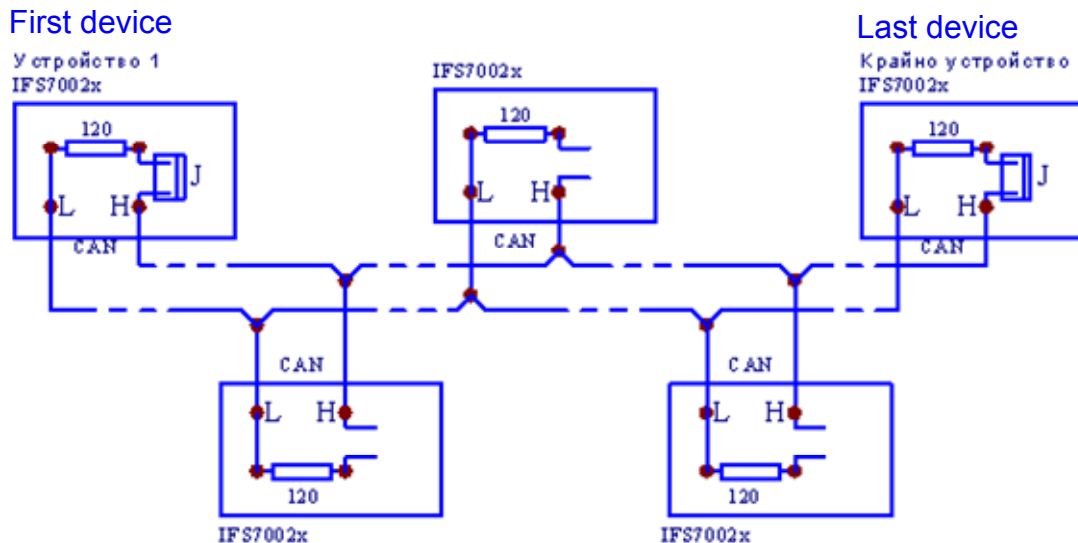 First device
Устройство 1
IFS7002x
120
J
L H
CAN
IFS7002x
120
L H
CAN
Last device
Крайно устройство
IFS7002x
120
J
L H
CAN
CAN
L H
120
IFS7002x
CAN
L H
120
IFS7002x